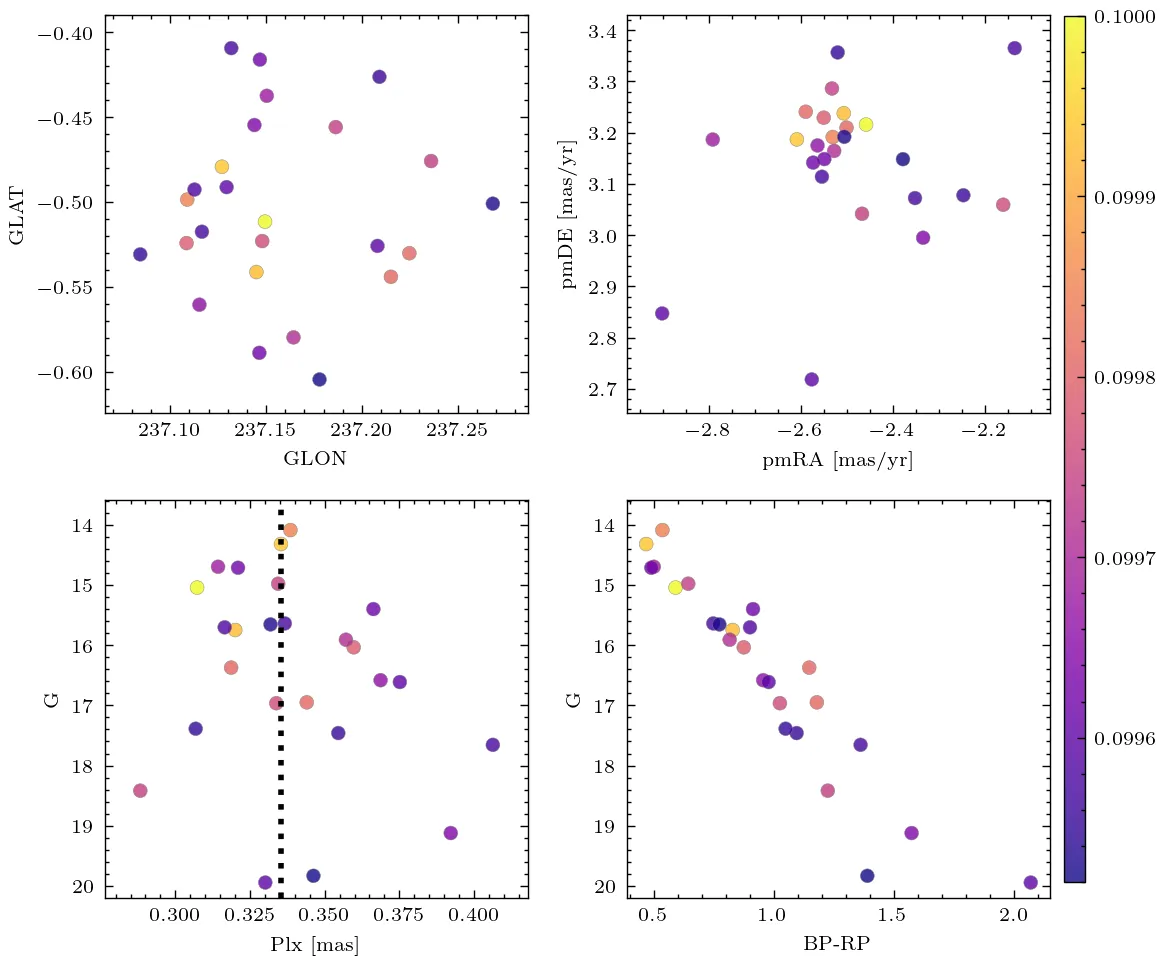 −0.40
−0.45
−0.50
−0.55
−0.60
GLAT
237.10 237.15 237.20 237.25
GLON
3.4
3.3
3.2
3.1
3.0
2.9
2.8
2.7
pmDE [mas/yr]
−2.8 −2.6 −2.4 −2.2
pmRA [mas/yr]
0.1000
0.0999
0.0998
0.0997
0.0996
14
15
16
17
18
19
20
G
0.300 0.325 0.350 0.375 0.400
Plx [mas]
14
15
16
17
18
19
20
G
0.5 1.0 1.5 2.0
BP-RP